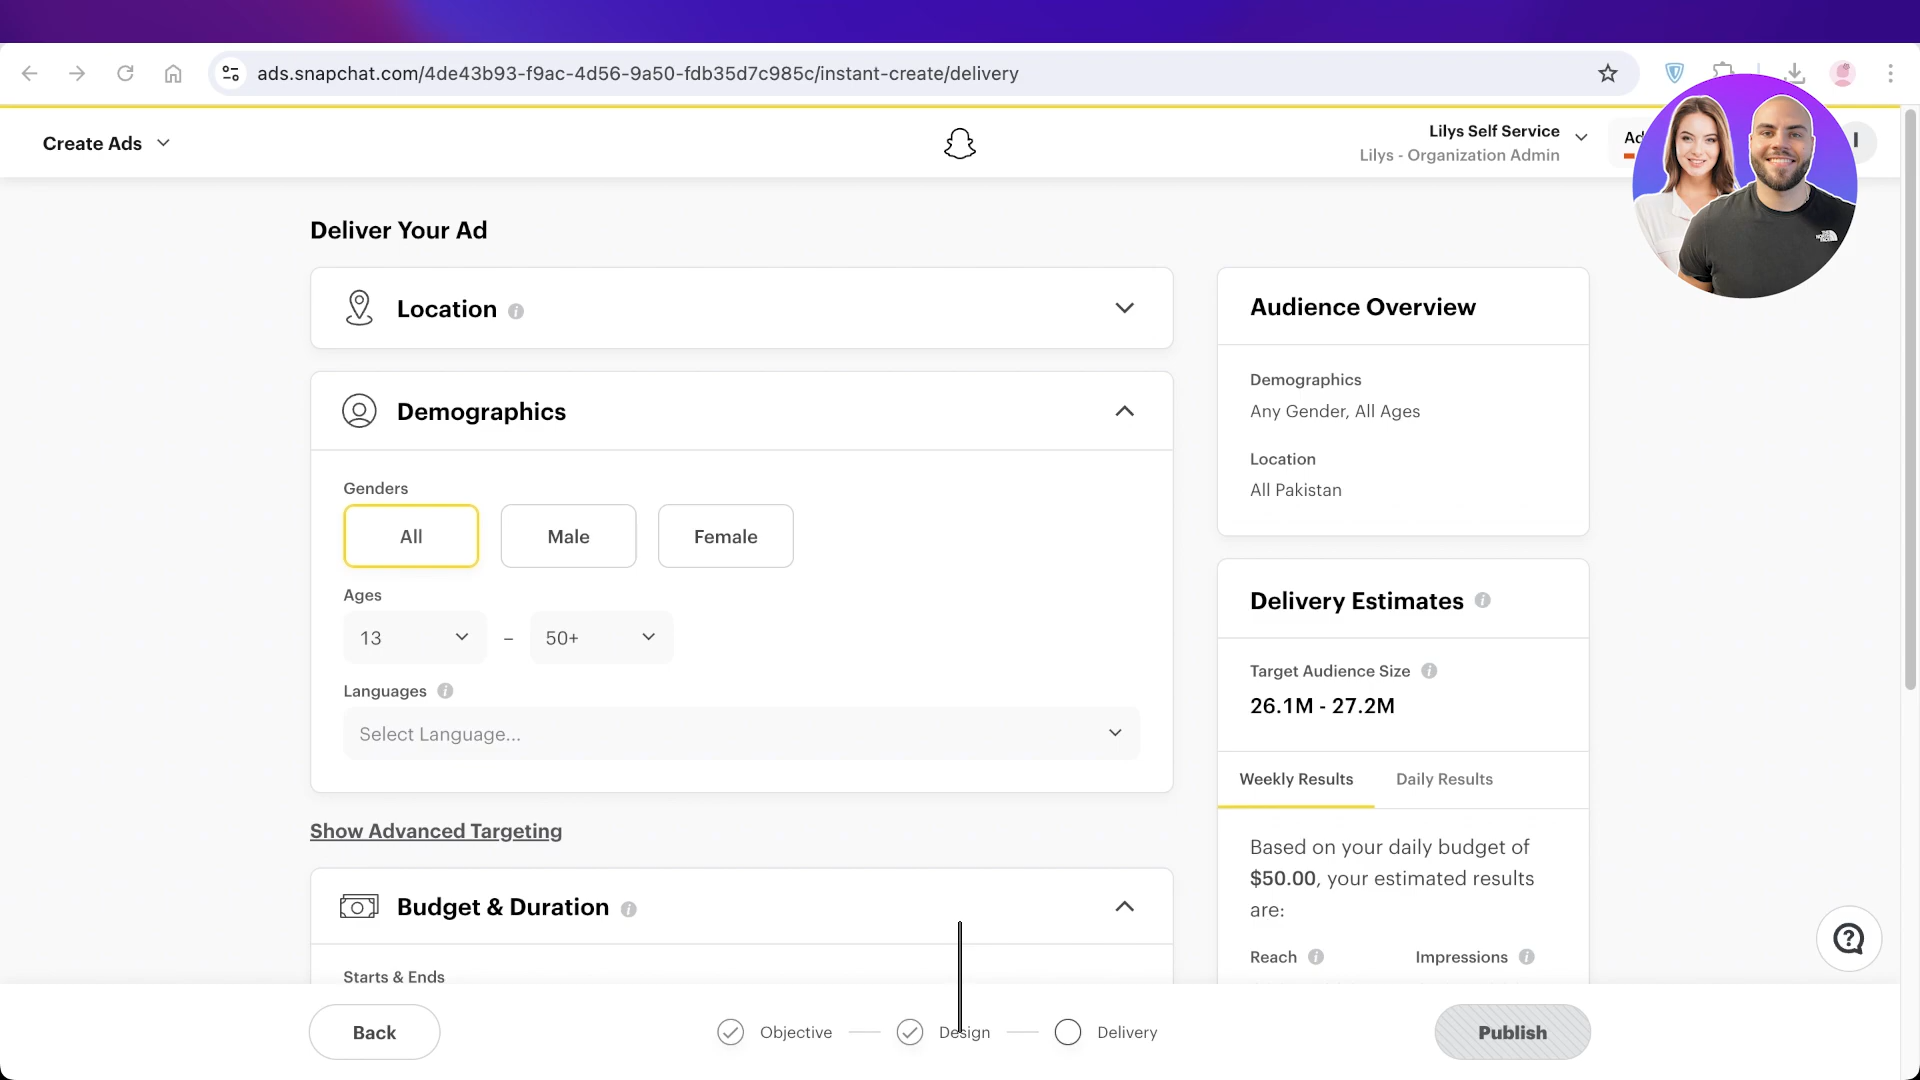 ads.snapchat.com/4de43b93-f9ac-4d56-9a50-fdb35d7c985c/instant-create/delivery
Create Ads
Lilys Self Service
Lilys - Organization Admin
Deliver Your Ad
Location
Demographics
Genders
All
Male
Female
Ages
13
–
50+
Languages
Select Language...
Show Advanced Targeting
Budget & Duration
Starts & Ends
Audience Overview
Demographics
Any Gender, All Ages
Location
All Pakistan
Delivery Estimates
Target Audience Size
26.1M - 27.2M
Weekly Results
Daily Results
Based on your daily budget of
$50.00, your estimated results
are:
Reach
Impressions
Back
Objective
Design
Delivery
Publish